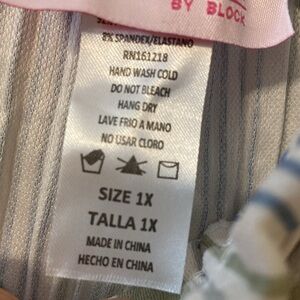 BY BLOCK
8% SPANDEX/ELASTANO
RN161218
HAND WASH COLD
DO NOT BLEACH
HANG DRY
LAVE FRIO A MANO
NO USAR CLORO
SIZE 1X
TALLA 1X
MADE IN CHINA
HECHO EN CHINA